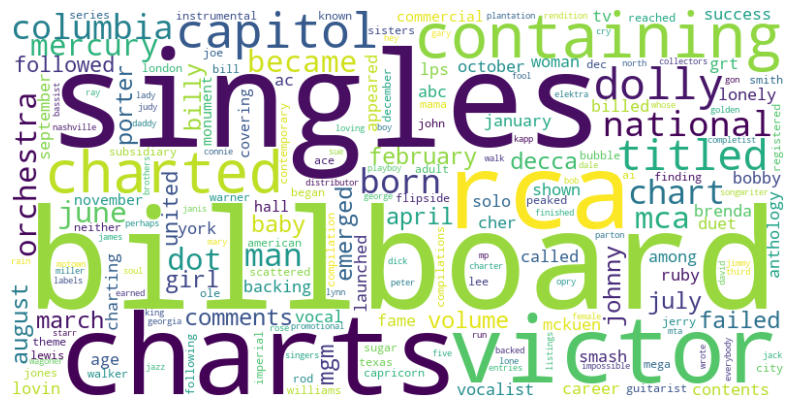 series instrumental joe known sisters commercial hey gary tv reached plantation rendition cry success
columbia capitol containing
mercury became fool north collectors
followed london bill ac october woman dec elektra whose smith
singles
ray lady judy billy monument covering lps grt gon
bassist porter appeared abc dolly lonely
september nashville daddy december mama billed golden registered
orchestra subsidiary loving boy john january kapp national completist
charted connie contemporary sue playboy walk titled
brothers ace february adult decca bubble dale
began distributor rca bob ai finding songwriter
november warner born george flipside shown chart bobby
june united janis hall solo peaked finished mca brenda anthology
neither york baby april cher duet
james perhaps american emerged
billboard
rain motown soul mary compilation scattered launched called among ruby parton
miller dot man dick mp charter david jimmy third
labels charting girl backing peter compilations lee johnny july opry
august earned ole lynn
march king georgia comments vocal fame volume mckuen female jerry failed
starr theme rose promotional run mta
charts victor
lewis age imperial sugar five backed smash listings everybody jack
wagoner walker following mgm texas lone mega wrote city
jones jazz singers capricorn vocalist entries impossible
lovin rod williams career guitarist contents